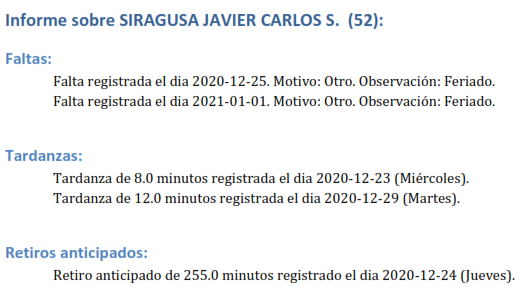 Informe sobre SIRAGUSA JAVIER CARLOS S. (52):
Faltas:
Falta registrada el dia 2020-12-25. Motivo: Otro. Observación: Feriado.
Falta registrada el dia 2021-01-01. Motivo: Otro. Observación: Feriado.
Tardanzas:
Tardanza de 8.0 minutos registrada el dia 2020-12-23 (Miércoles).
Tardanza de 12.0 minutos registrada el dia 2020-12-29 (Martes).
Retiros anticipados:
Retiro anticipado de 255.0 minutos registrado el dia 2020-12-24 (Jueves).